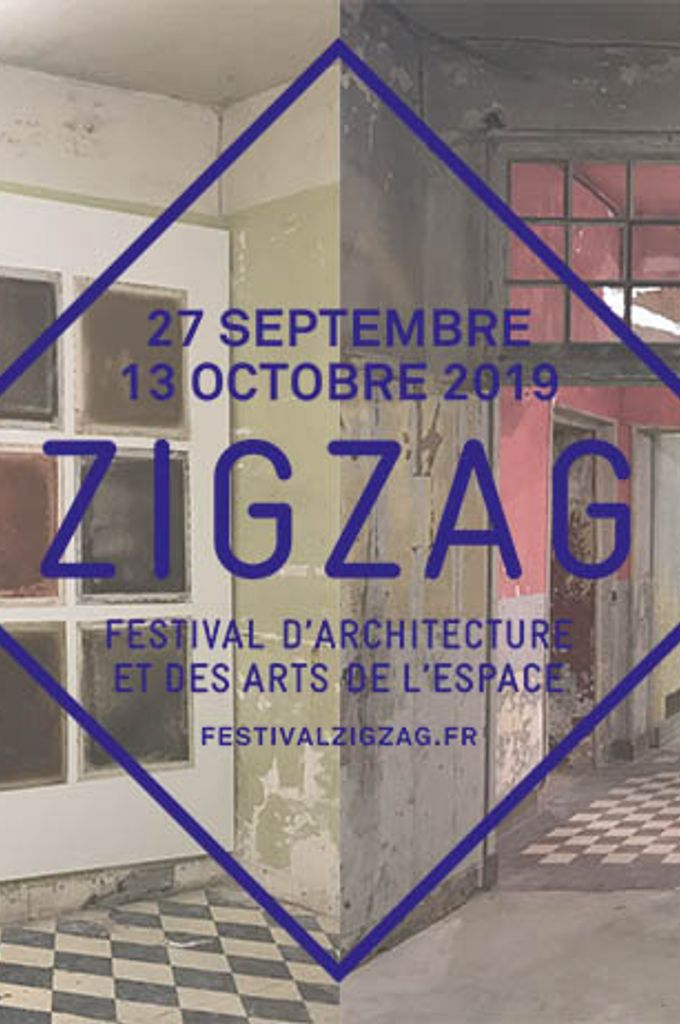 27 SEPTEMBRE
13 OCTOBRE 2019
ZIGZAG
FESTIVAL D'ARCHITECTURE
ET DES ARTS DE L'ESPACE
FESTIVALZIGZAG.FR